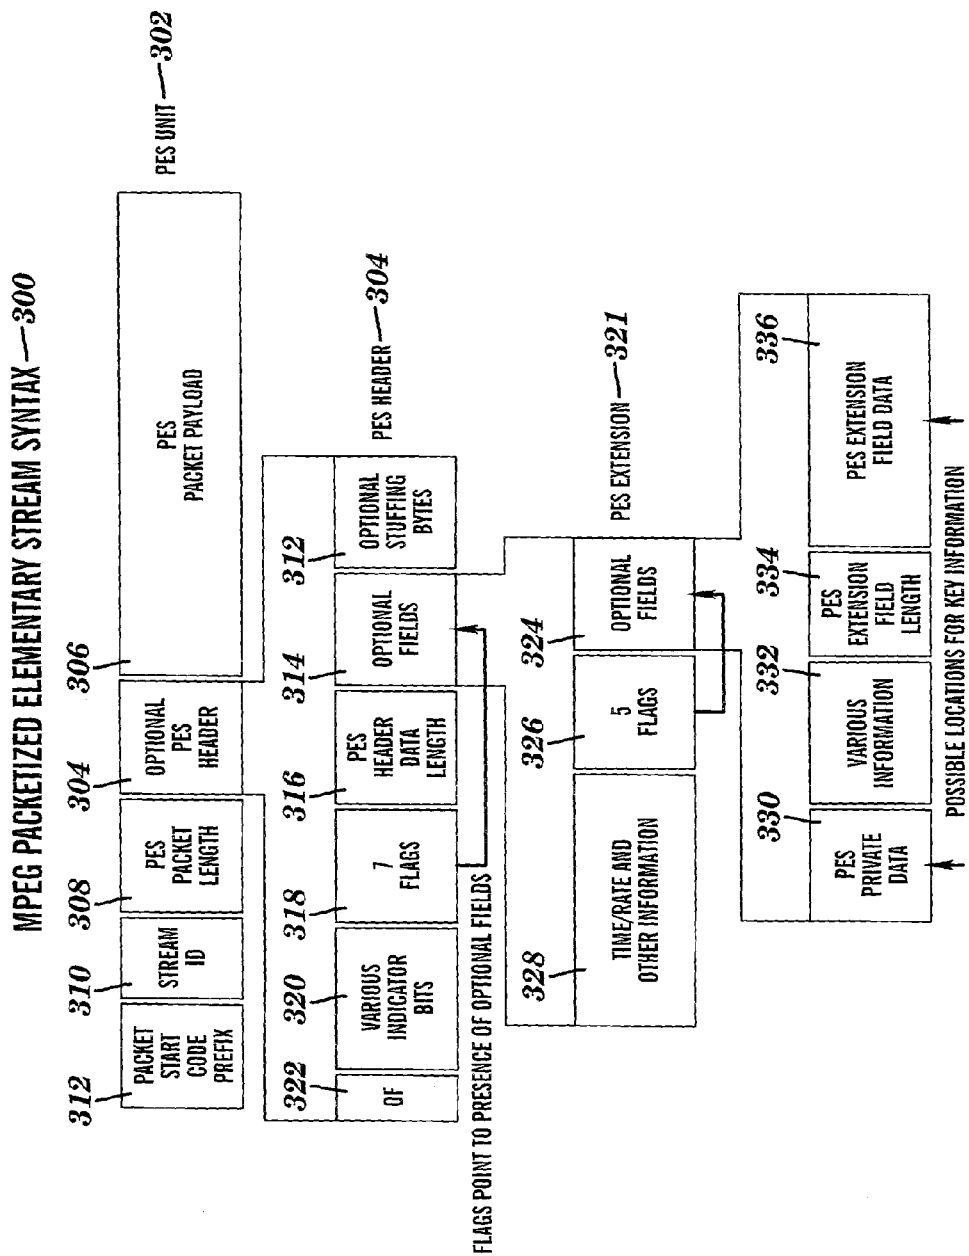 MPEG PACKETIZED ELEMENTARY STREAM SYNTAX 300
312
310
308
304
306
PACKET
START
CODE
PREFIX
STREAM
ID
PES
PACKET
LENGTH
OPTIONAL
PES
HEADER
PES
PACKET PAYLOAD
PES UNIT 302
322
320
318
316
314
312
OF
VARIOUS
INDICATOR
BITS
7
FLAGS
PES
HEADER
DATA
LENGTH
OPTIONAL
FIELDS
OPTIONAL
STUFFING
BYTES
PES HEADER 304
FLAGS POINT TO PRESENCE OF OPTIONAL FIELDS
328
326
324
TIME/RATE AND
OTHER INFORMATION
5
FLAGS
OPTIONAL
FIELDS
PES EXTENSION 321
330
332
334
336
PES
PRIVATE
DATA
VARIOUS
INFORMATION
PES
EXTENSION
FIELD
LENGTH
PES EXTENSION
FIELD DATA
POSSIBLE LOCATIONS FOR KEY INFORMATION